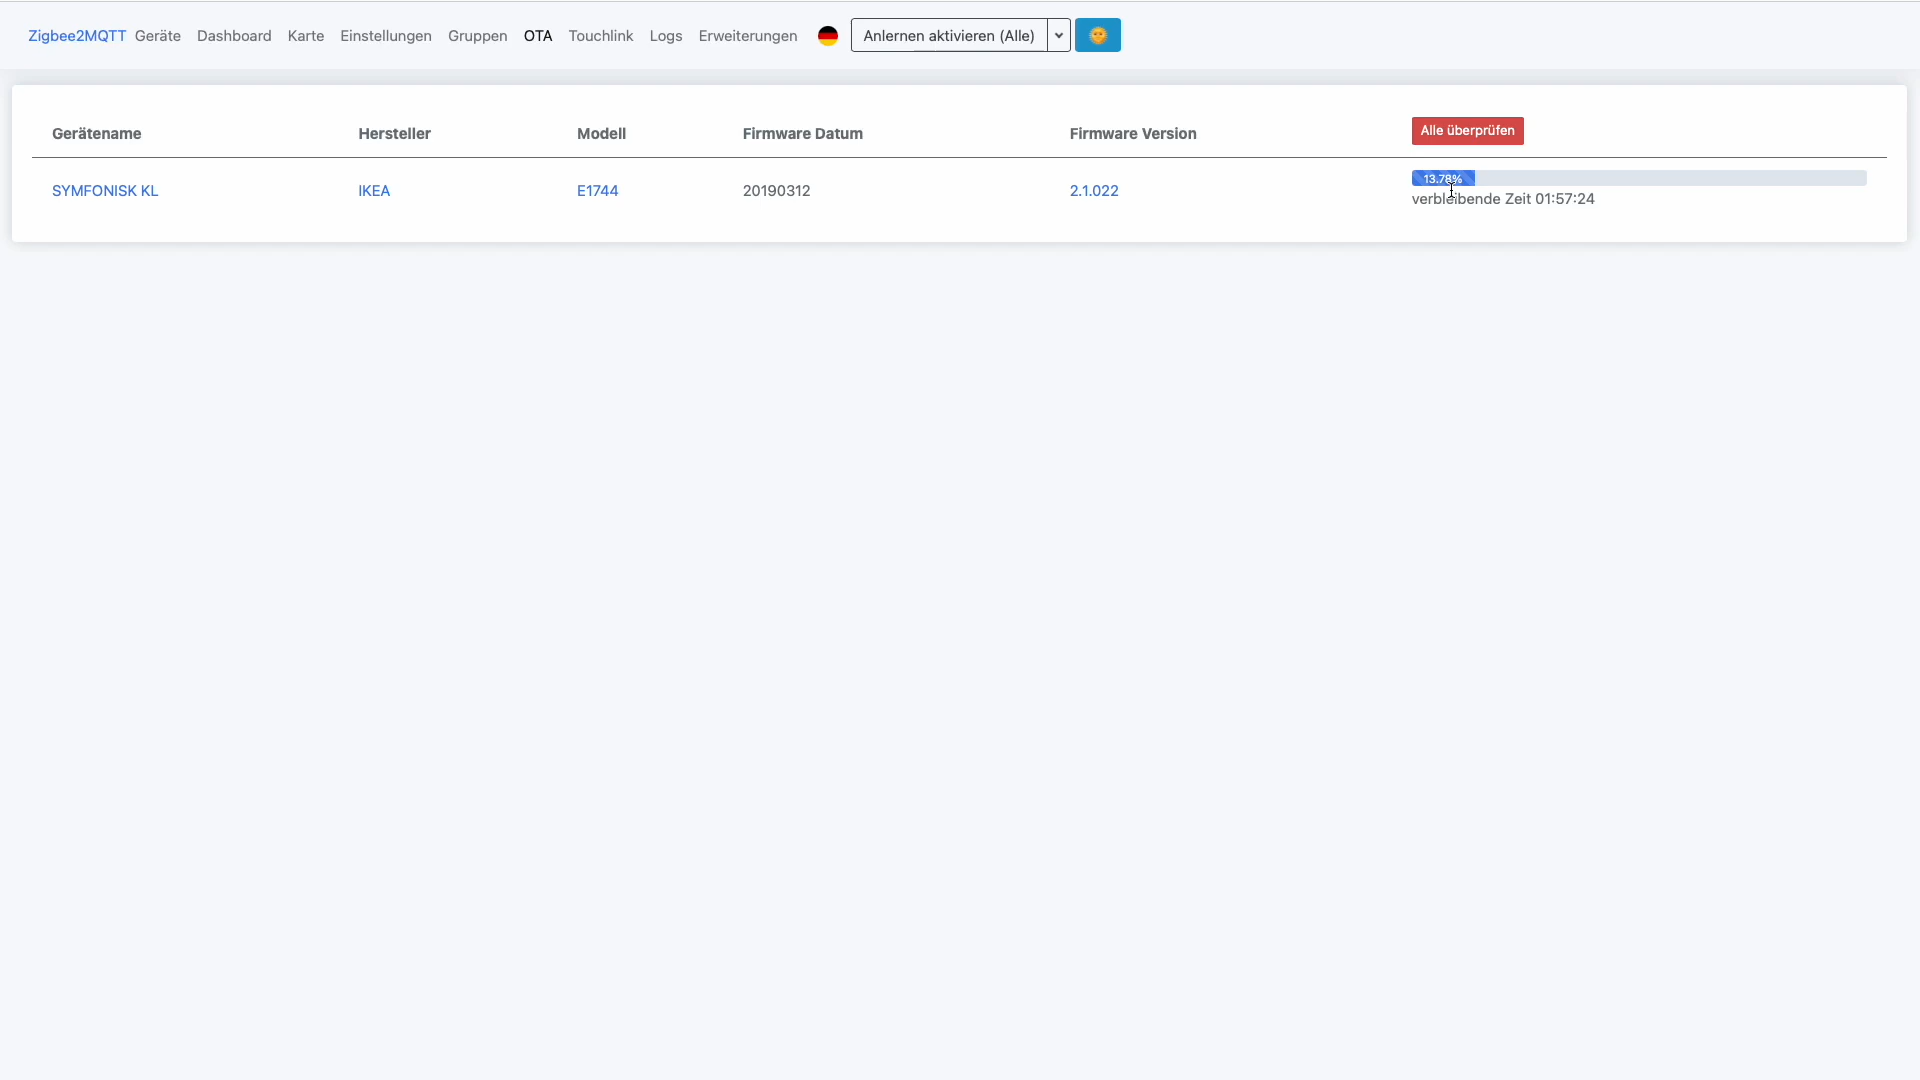 Zigbee2MQTT Geräte Dashboard Karte Einstellungen Gruppen OTA Touchlink Logs Erweiterungen Anlernen aktivieren (Alle)
Gerätename Hersteller Modell Firmware Datum Firmware Version Alle überprüfen
SYMFONISK KL IKEA E1744 20190312 2.1.022 13.78%
verbleibende Zeit 01:57:24